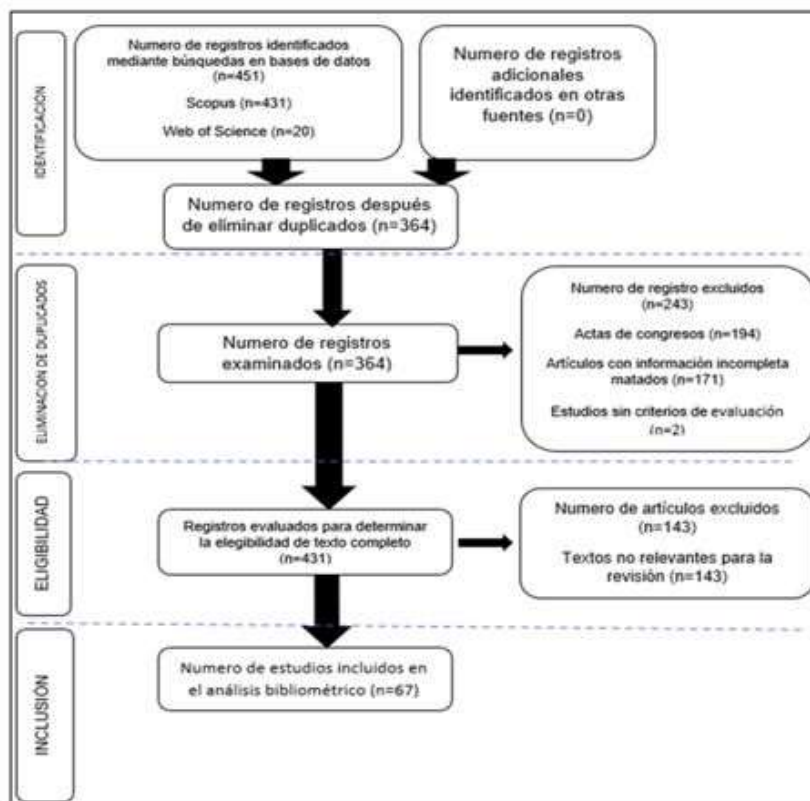 IDENTIFICACION
Numero de registros identificados
mediante búsquedas en bases de datos
(n=451)
Scopus (n=431)
Web of Science (n=20)
Numero de registros
adicionales
identificados en otras
fuentes (n=0)
Numero de registros después
de eliminar duplicados (n=364)
ELIMINACION DE DUPLICADOS
Numero de registros
examinados (n=364)
Numero de registro excluidos
(n=243)
Actas de congresos (n=194)
Artículos con información incompleta
matados (n=171)
Estudios sin criterios de evaluación
(n=2)
ELIGIBILIDAD
Registros evaluados para determinar
la elegibilidad de texto completo
(n=431)
Numero de artículos excluidos
(n=143)
Textos no relevantes para la
revisión (n=143)
INCLUSIÓN
Numero de estudios incluidos en
el análisis bibliométrico (n=67)